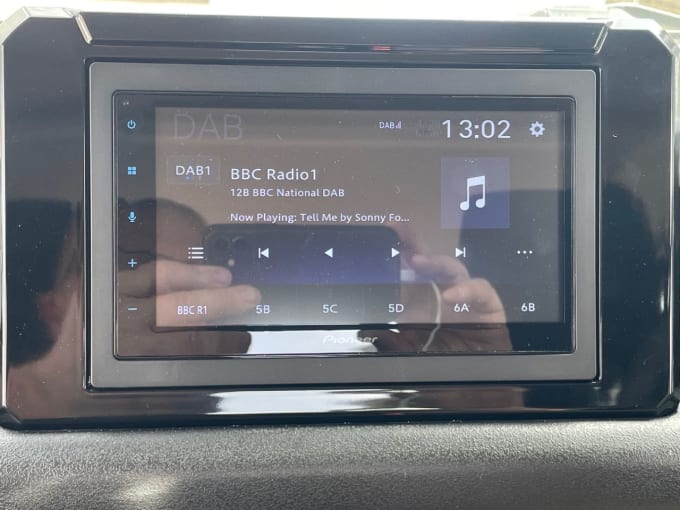 DAB
DAB
13:02
DAB1
BBC Radio1
12B BBC National DAB
Now Playing: Tell Me by Sonny Fo...
BBC R1
5B
5C
5D
6A
6B
Pioneer